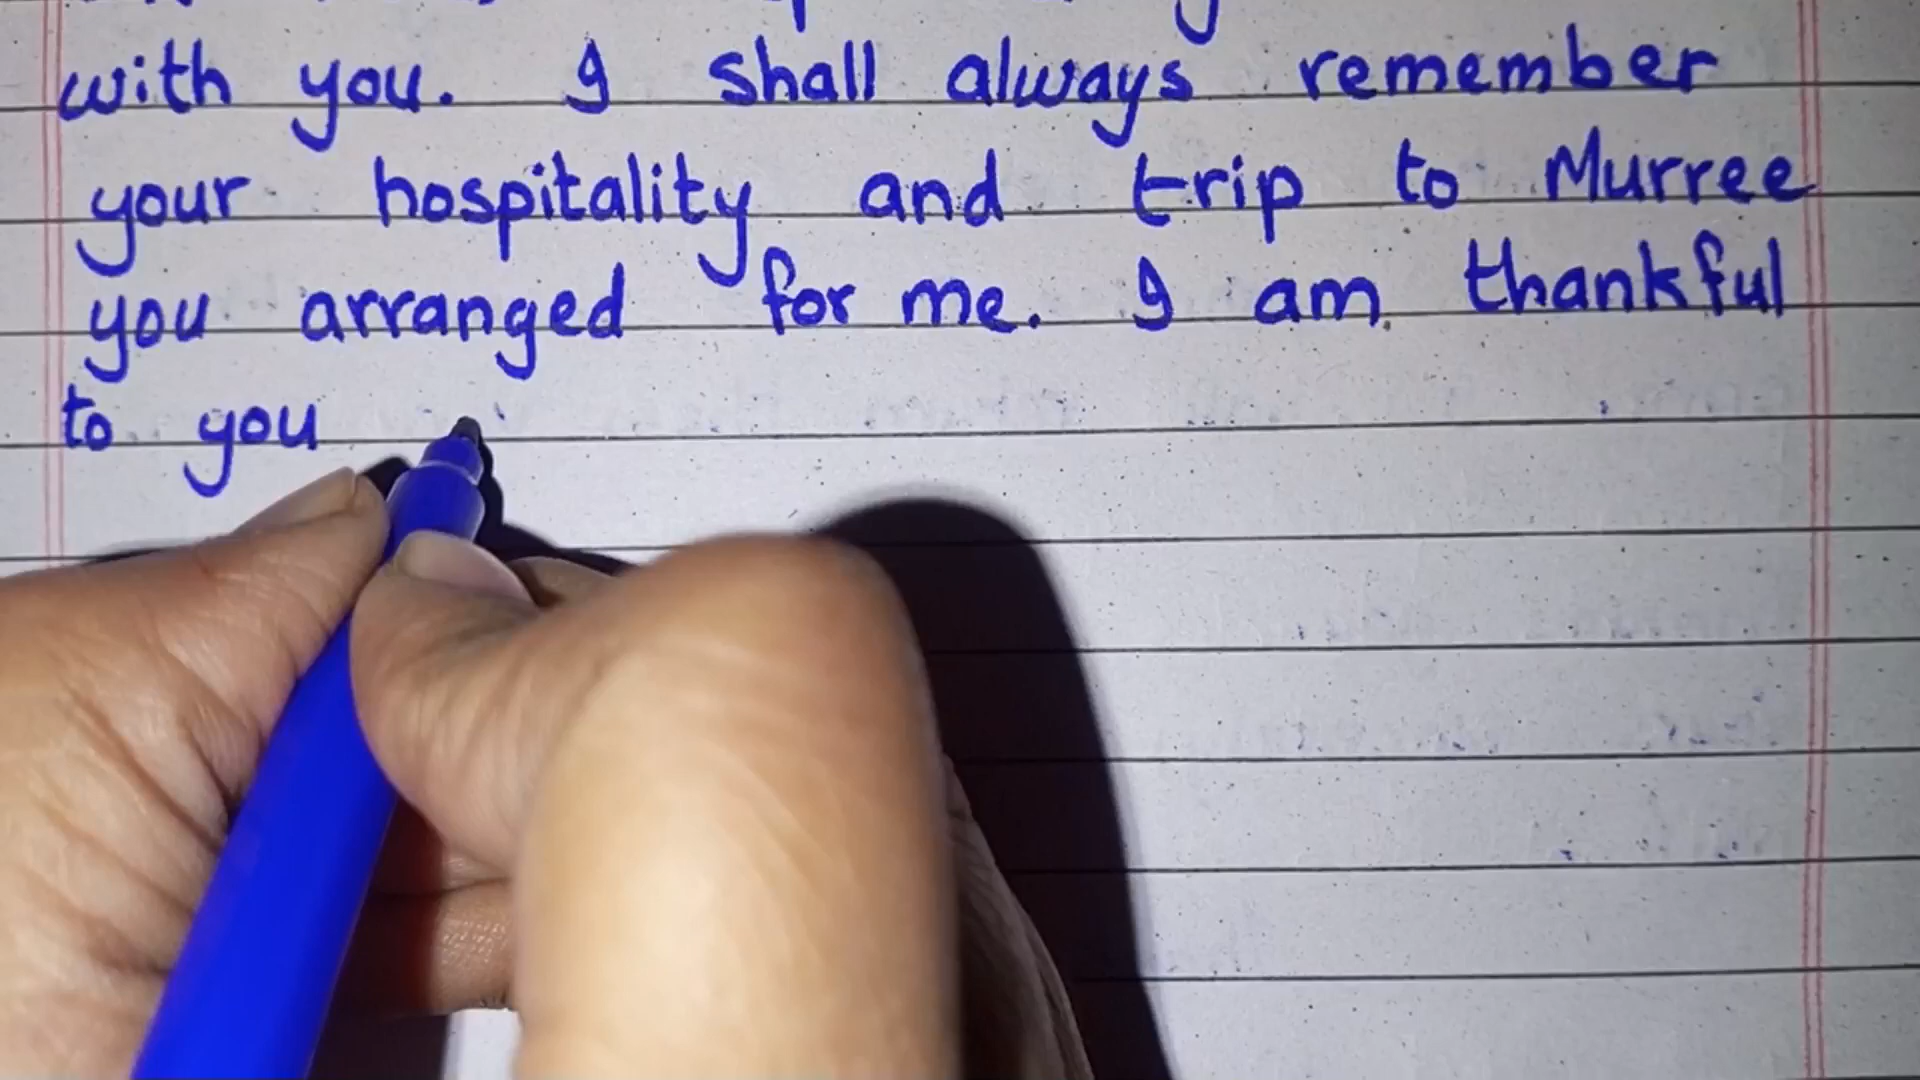 with you. I shall always remember
your hospitality and trip to Murree
you arranged for me. I am thankful
to you